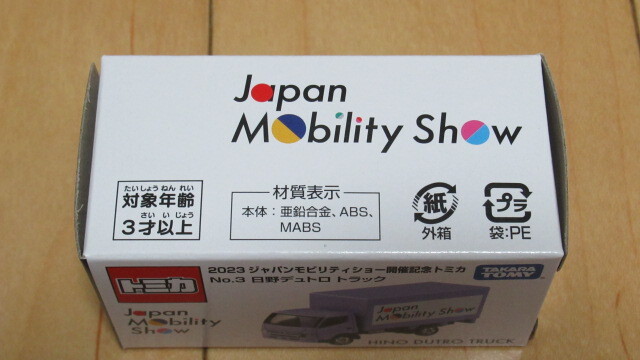 Japan
Mobility Show
たいしょう ねん れい
対象年齢
さい い じょう
3才以上
材質表示
本体：亜鉛合金、ABS、
MABS
紙
外箱
プラ
袋:PE
トミカ
2023 ジャパンモビリティショー開催記念トミカ
No.3 日野デュトロ トラック
TAKARA
TOMY
Japan
Mobility
Show
Japan
Mobility Show
HINO DUTRO TRUCK